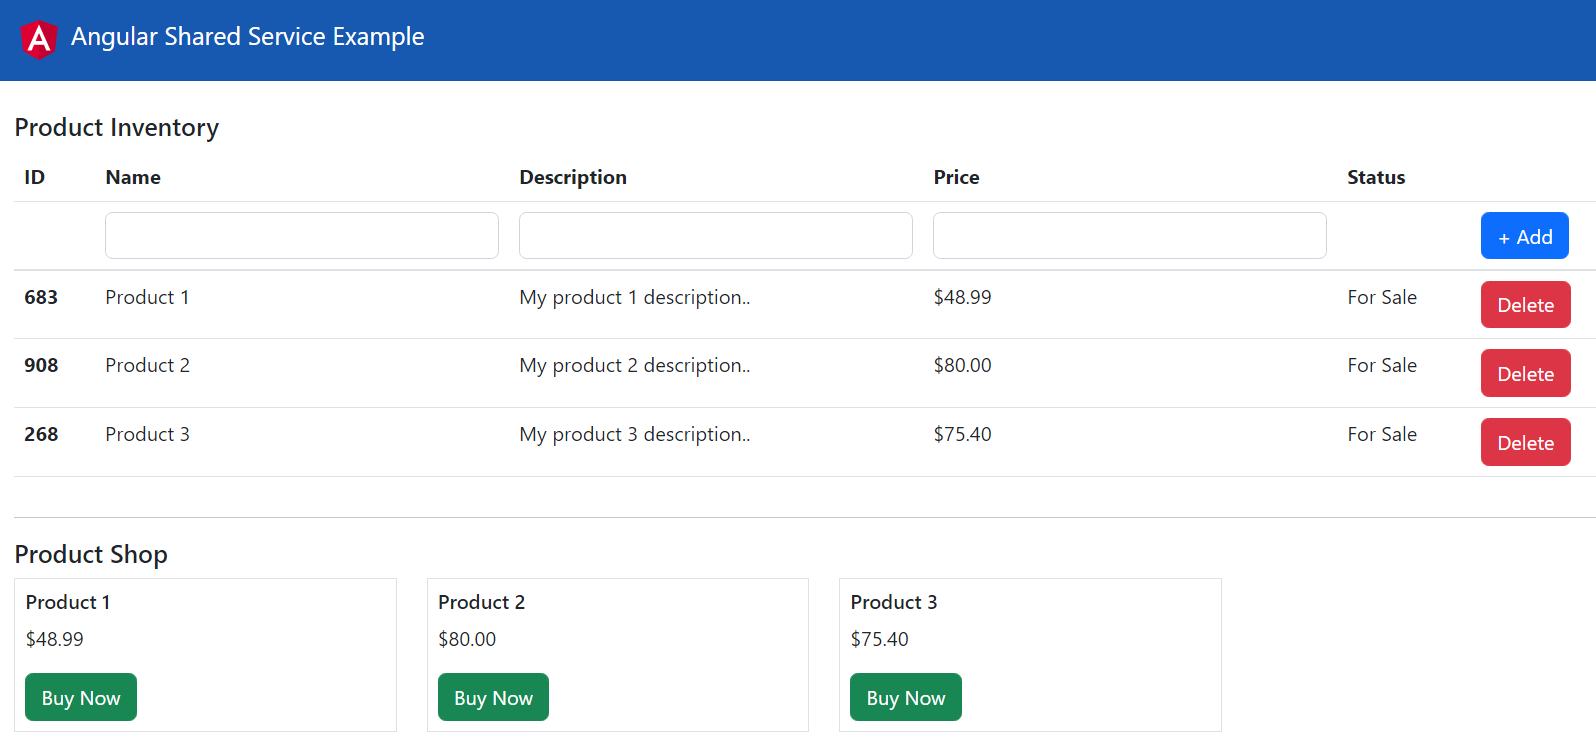 A Angular Shared Service Example
Product Inventory
ID Name Description Price Status
+ Add
683 Product 1 My product 1 description.. $48.99 For Sale Delete
908 Product 2 My product 2 description.. $80.00 For Sale Delete
268 Product 3 My product 3 description.. $75.40 For Sale Delete
Product Shop
Product 1 Product 2 Product 3
$48.99 $80.00 $75.40
Buy Now Buy Now Buy Now